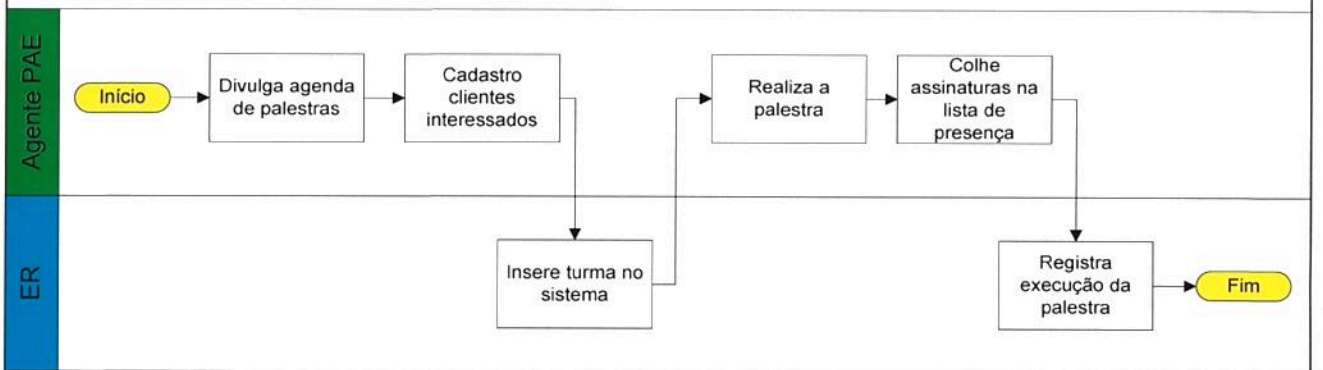 Agente PAE
Início
Divulga agenda
de palestras
Cadastro
clientes
interessados
Realiza a
palestra
Colhe
assinaturas na
lista de
presença
ER
Insere turma no
sistema
Registra
execução da
palestra
Fim